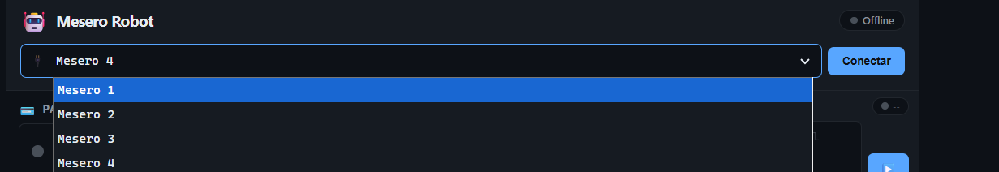 Mesero Robot
Offline
Mesero 4
Conectar
Mesero 1
Mesero 2
--
Mesero 3
Mesero 4